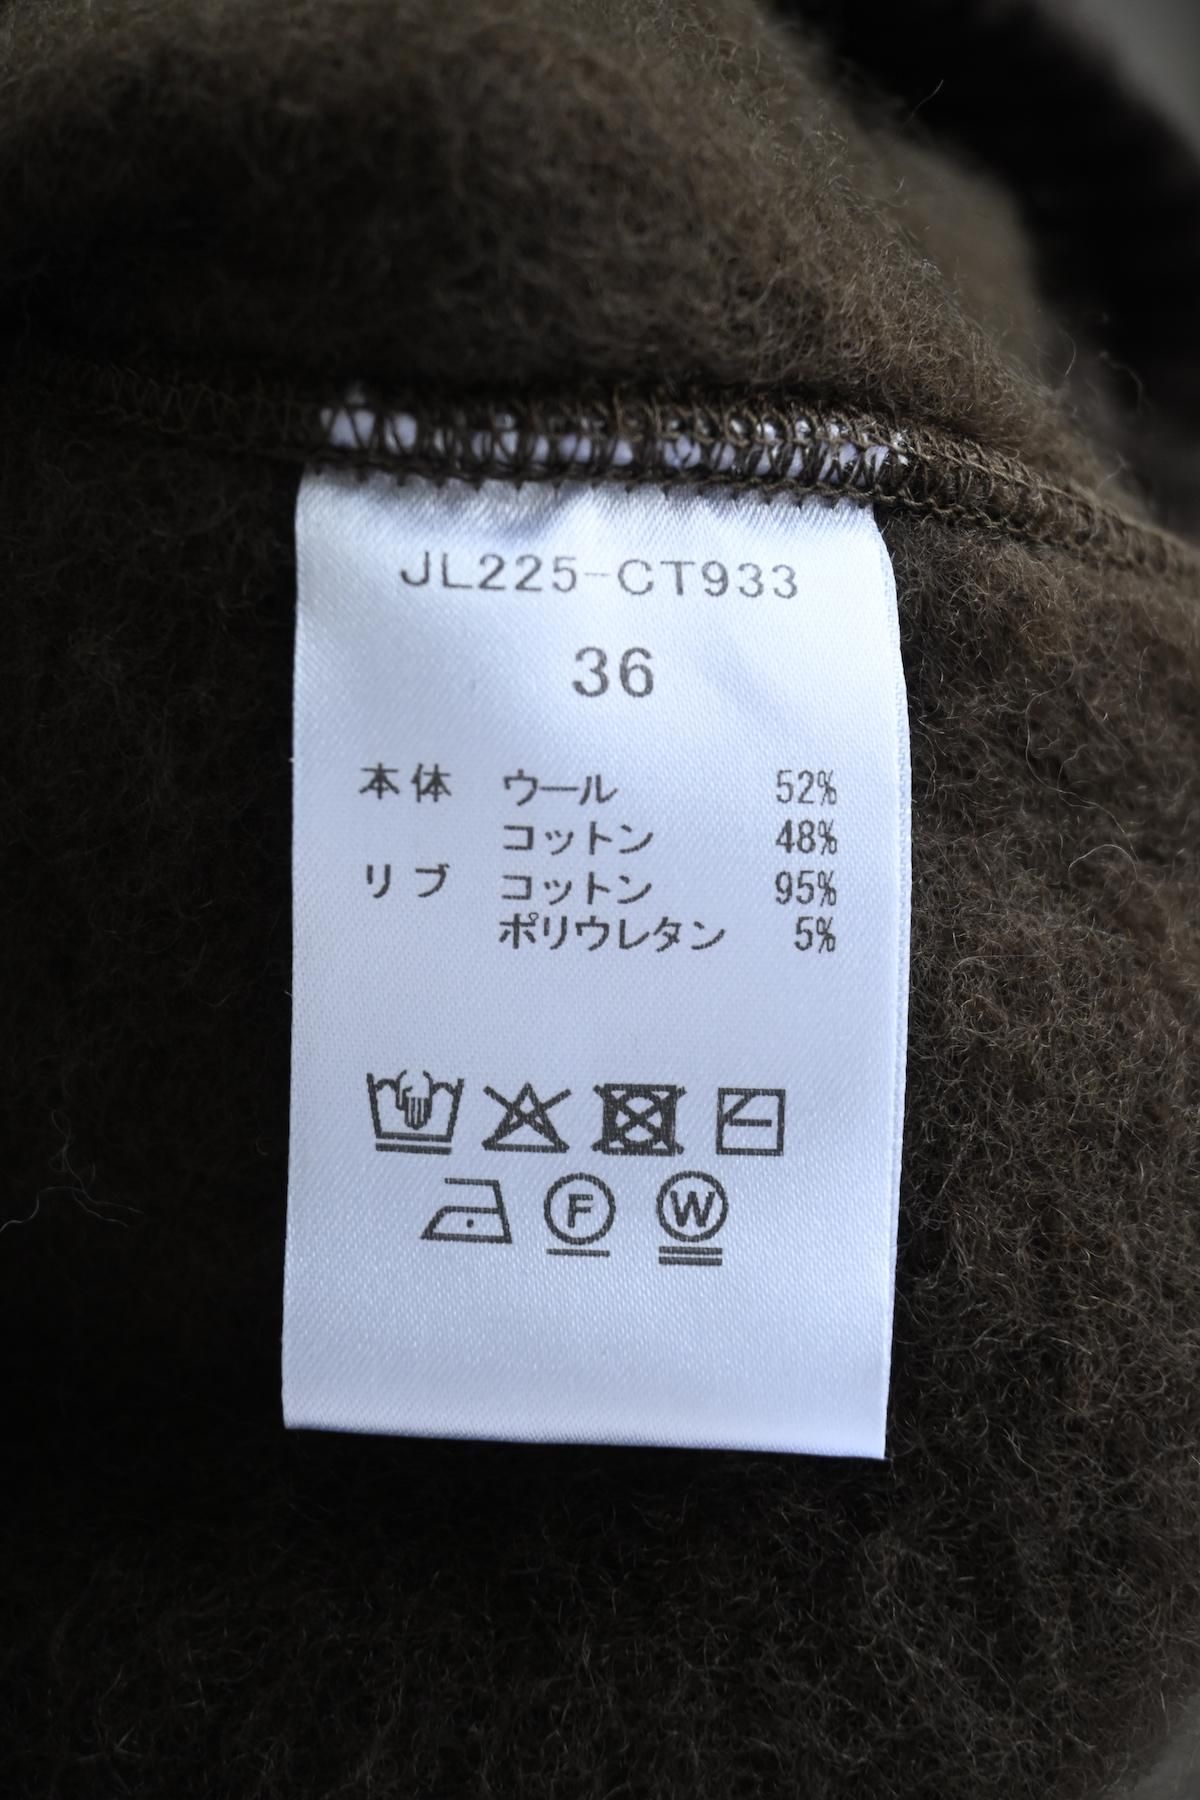 JL225-CT933
36
本体 ウール 52%
コットン 48%
リブ コットン 95%
ポリウレタン 5%
F W